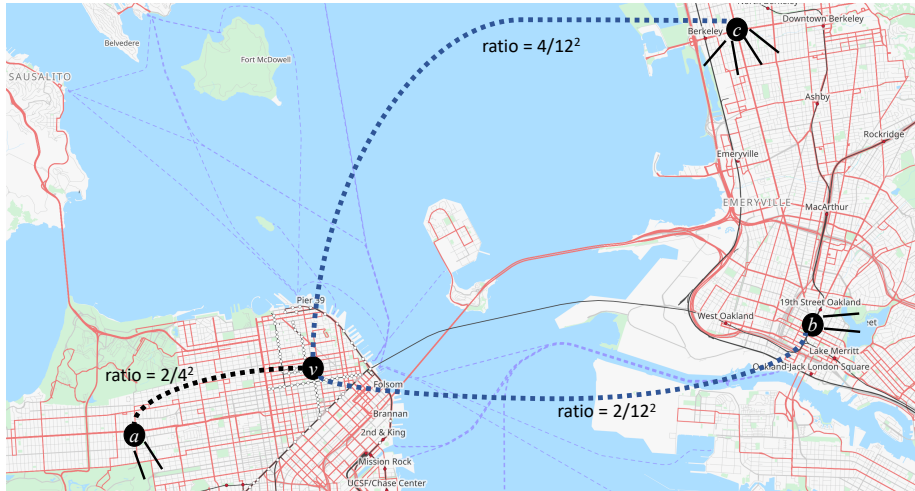 Belvedere
Fort McDowell
SAUSALITO
ratio = 4/12²
c
Berkeley
Downtown Berkeley
Ashby
Rockridge
Emeryville
EMERYVILLE
MacArthur
Pier 39
19th Street Oakland
West Oakland
b
Lake Merritt
Oakland-Jack London Square
v
ratio = 2/4²
Folsom
ratio = 2/12²
Brannan
a
2nd & King
Mission Rock
UCSF/Chase Center